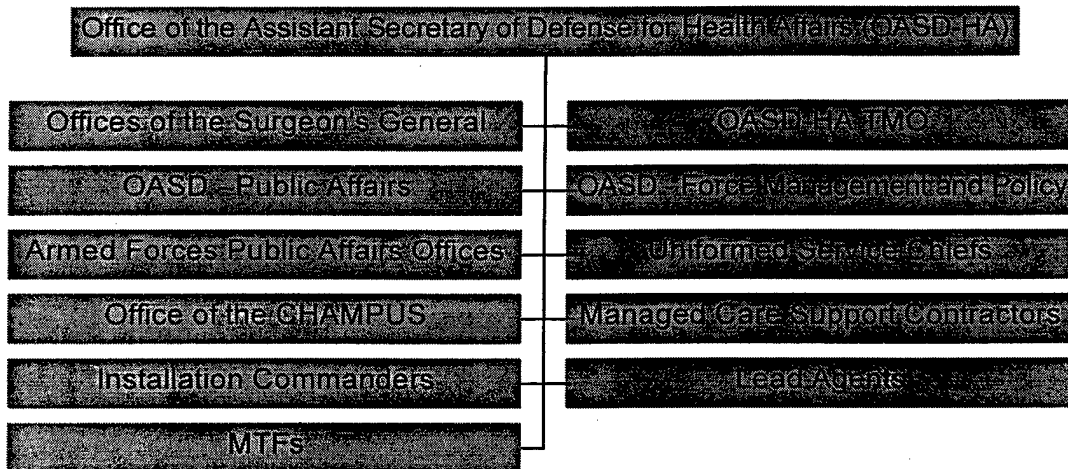 Office of the Assistant Secretary of Defense for Health Affairs (OASD-HA)
Offices of the Surgeon's General
OASD-HA-TMO
OASD - Public Affairs
OASD - Force Management and Policy
Armed Forces Public Affairs Offices
Uniformed Service Chiefs
Office of the CHAMPUS
Managed Care Support Contractors
Installation Commanders
Lead Agents
MTFs